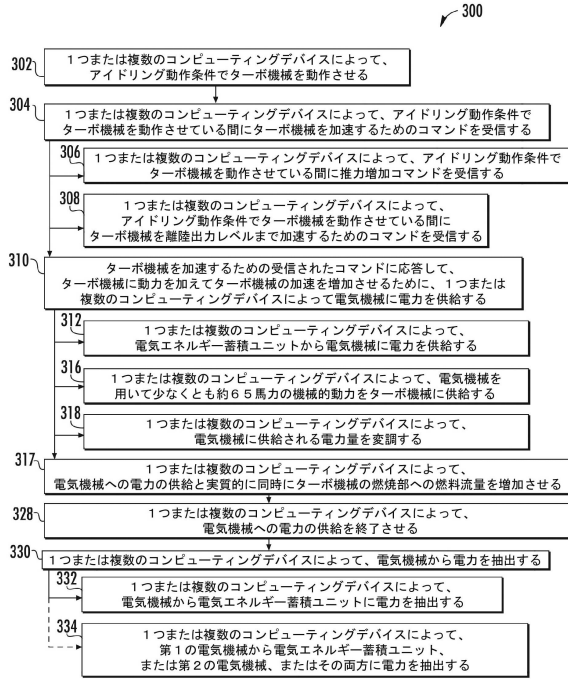 300
302
１つまたは複数のコンピューティングデバイスによって、
アイドリング動作条件でターボ機械を動作させる
304
１つまたは複数のコンピューティングデバイスによって、アイドリング動作条件で
ターボ機械を動作させている間にターボ機械を加速するためのコマンドを受信する
306
１つまたは複数のコンピューティングデバイスによって、アイドリング動作条件で
ターボ機械を動作させている間に推力増加コマンドを受信する
308
１つまたは複数のコンピューティングデバイスによって、
アイドリング動作条件でターボ機械を動作させている間に
ターボ機械を離陸出力レベルまで加速するためのコマンドを受信する
310
ターボ機械を加速するための受信されたコマンドに応答して、
ターボ機械に動力を加えてターボ機械の加速を増加させるために、１つまたは
複数のコンピューティングデバイスによって電気機械に電力を供給する
312
１つまたは複数のコンピューティングデバイスによって、
電気エネルギー蓄積ユニットから電気機械に電力を供給する
316
１つまたは複数のコンピューティングデバイスによって、電気機械を
用いて少なくとも約６５馬力の機械的動力をターボ機械に供給する
318
１つまたは複数のコンピューティングデバイスによって、
電気機械に供給される電力量を変調する
317
１つまたは複数のコンピューティングデバイスによって、
電気機械への電力の供給と実質的に同時にターボ機械の燃焼部への燃料流量を増加させる
328
１つまたは複数のコンピューティングデバイスによって、
電気機械への電力の供給を終了させる
330
１つまたは複数のコンピューティングデバイスによって、電気機械から電力を抽出する
332
１つまたは複数のコンピューティングデバイスによって、
電気機械から電気エネルギー蓄積ユニットに電力を抽出する
334
１つまたは複数のコンピューティングデバイスによって、
第１の電気機械から電気エネルギー蓄積ユニット、
または第２の電気機械、またはその両方に電力を抽出する